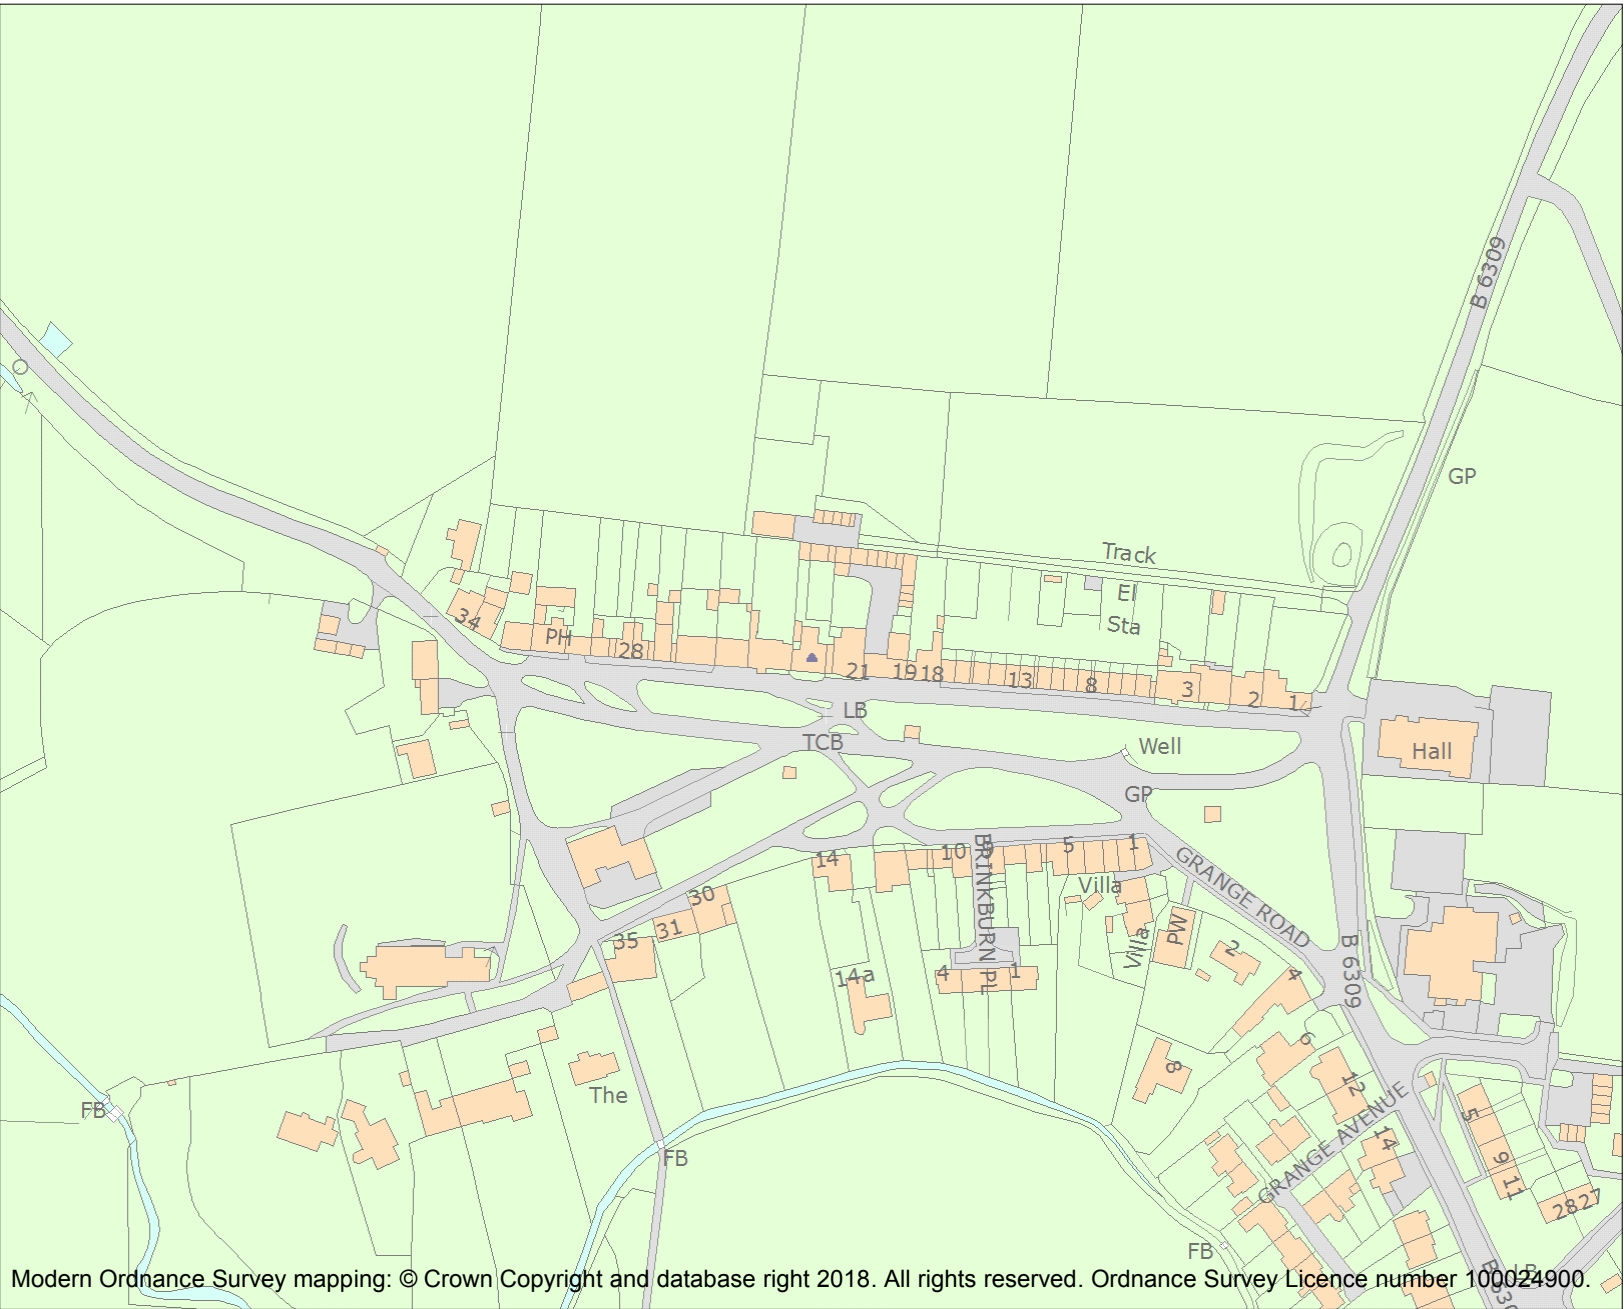 B 6309
GP
Track
El
Sta
34
PH
28
21
19
18
13
8
3
2
1
LB
TCB
Well
Hall
GP
BRINKBURN PL
14
10
9
5
1
GRANGE ROAD
Villa
30
31
35
Villa
PW
2
4
B 6309
14a
4
1
6
8
12
The
FB
FB
GRANGE AVENUE
5
14
9
11
28
27
FB
LB
Modern Ordnance Survey mapping: © Crown Copyright and database right 2018. All rights reserved. Ordnance Survey Licence number 100024900.